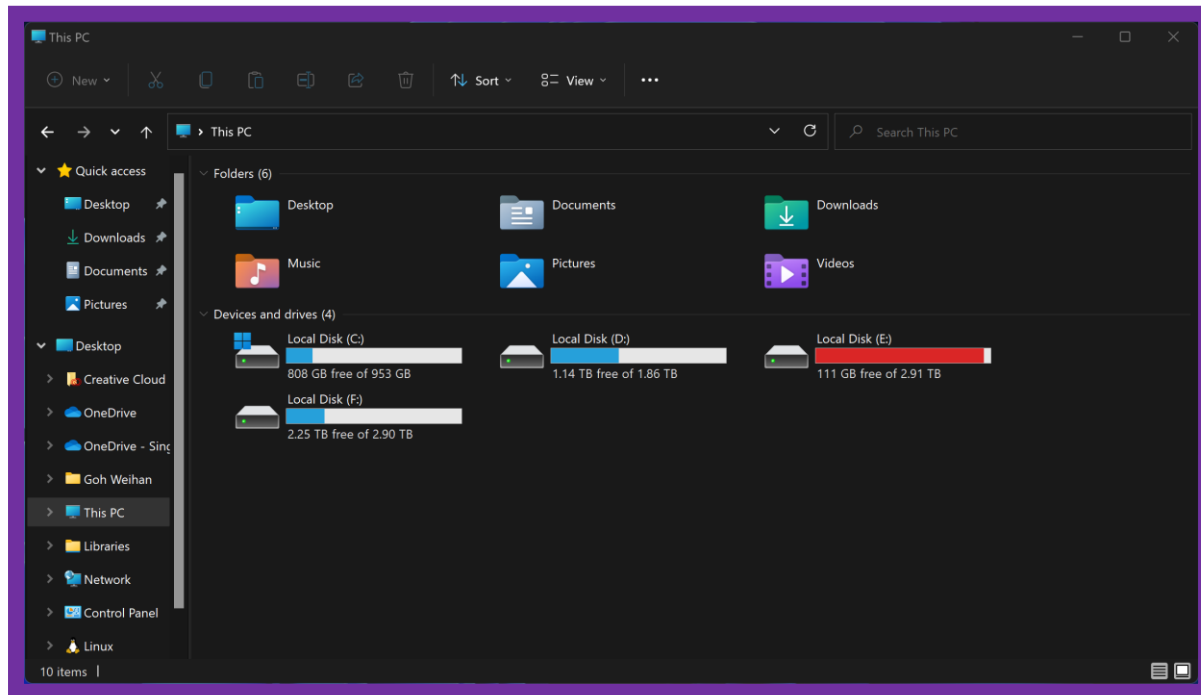 This PC
New
Sort
View
This PC
Search This PC
Quick access
Desktop
Downloads
Documents
Pictures
Desktop
Creative Cloud
OneDrive
OneDrive - Sing
Goh Weihan
This PC
Libraries
Network
Control Panel
Linux
Folders (6)
Desktop
Documents
Downloads
Music
Pictures
Videos
Devices and drives (4)
Local Disk (C:)
808 GB free of 953 GB
Local Disk (D:)
1.14 TB free of 1.86 TB
Local Disk (E:)
111 GB free of 2.91 TB
Local Disk (F:)
2.25 TB free of 2.90 TB
10 items